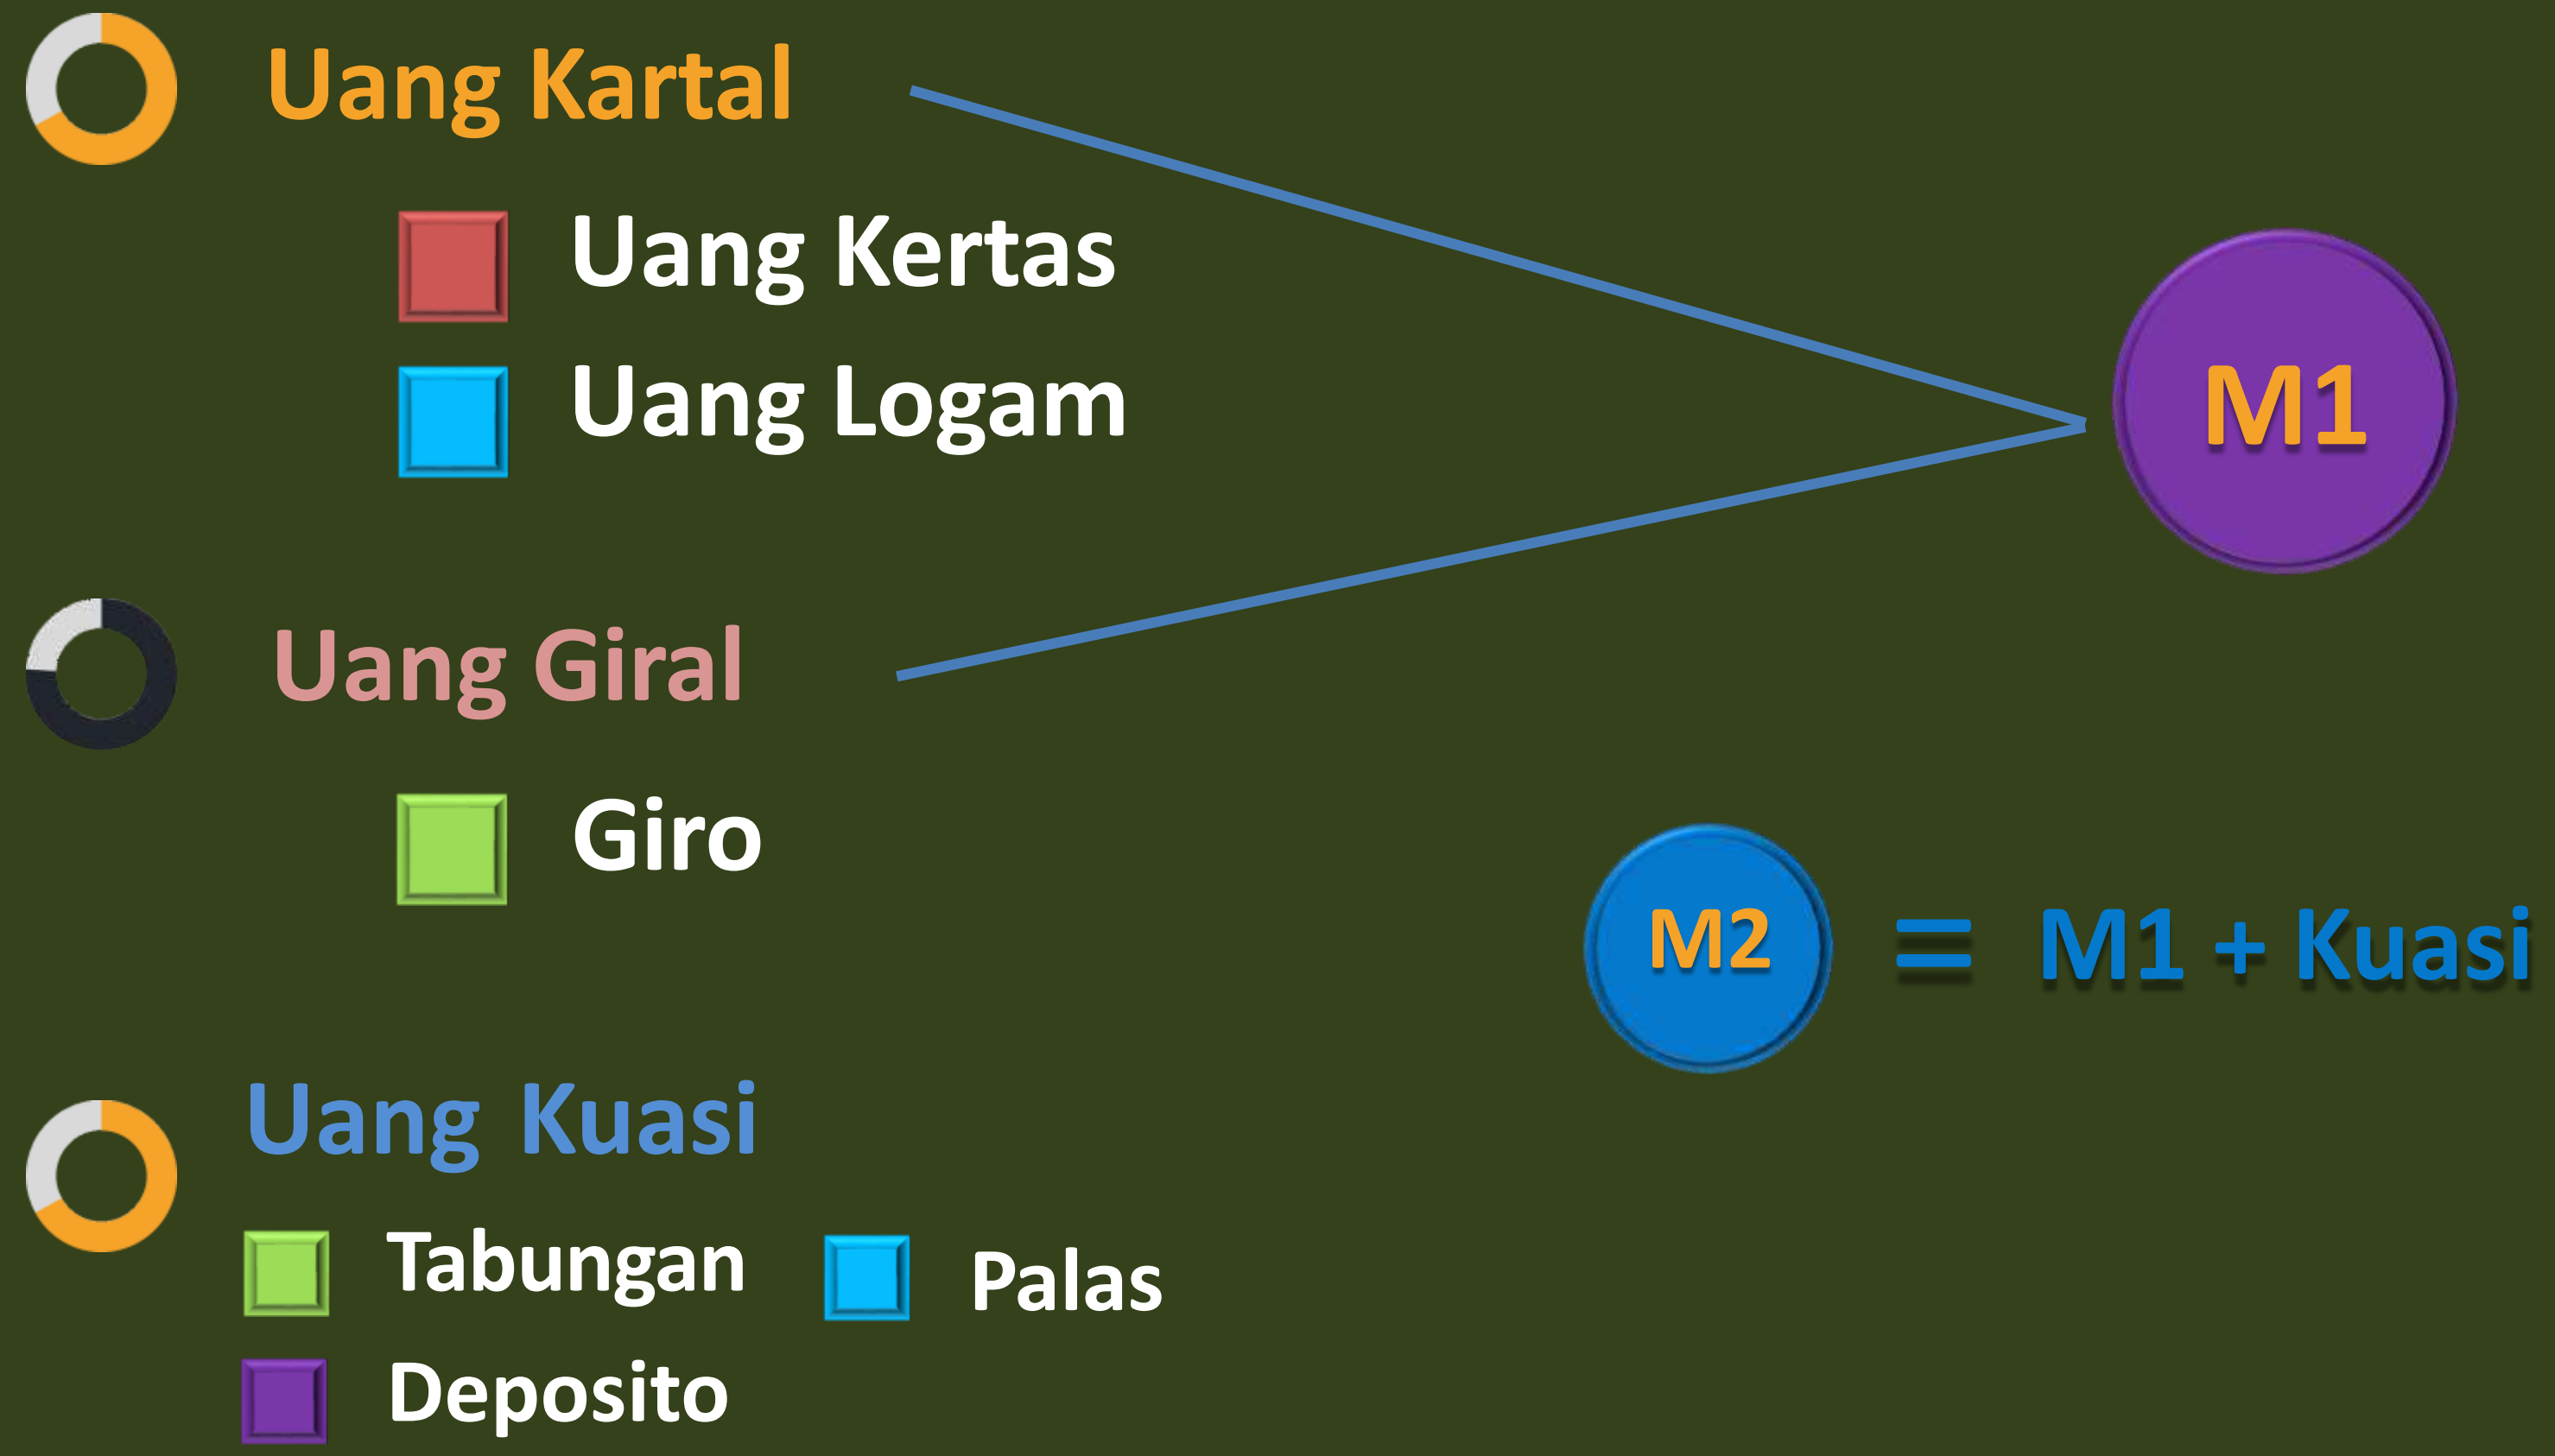 Uang Kartal
Uang Kertas
Uang Logam
M1
Uang Giral
Giro
M2 = M1 + Kuasi
Uang Kuasi
Tabungan
Palas
Deposito